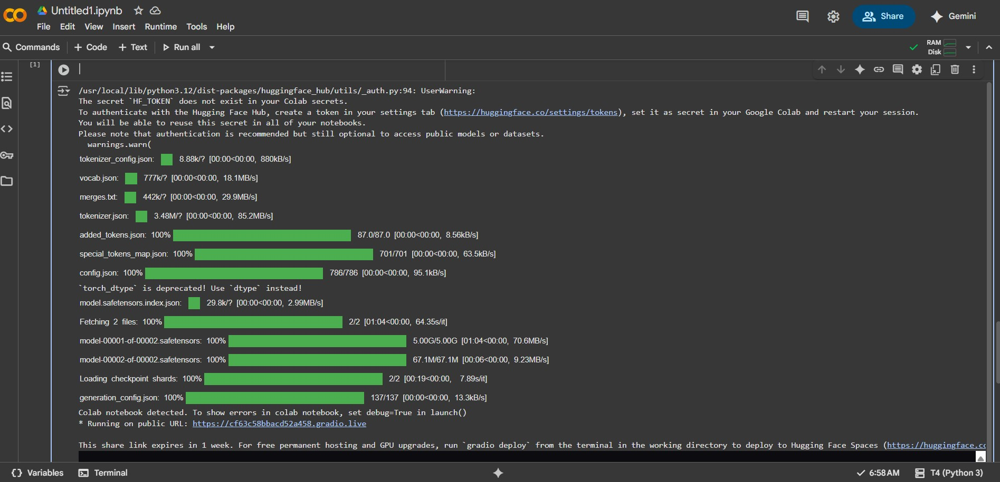 Untitled1.ipynb
File Edit View Insert Runtime Tools Help
Share
Gemini
Commands + Code + Text Run all
RAM
Disk
[1]
/usr/local/lib/python3.12/dist-packages/huggingface_hub/utils/_auth.py:94: UserWarning:
The secret `HF_TOKEN` does not exist in your Colab secrets.
To authenticate with the Hugging Face Hub, create a token in your settings tab (https://huggingface.co/settings/tokens), set it as secret in your Google Colab and restart your session.
You will be able to reuse this secret in all of your notebooks.
Please note that authentication is recommended but still optional to access public models or datasets.
warnings.warn(
tokenizer_config.json: 8.88k/? [00:00<00:00, 880kB/s]
vocab.json: 777k/? [00:00<00:00, 18.1MB/s]
merges.txt: 442k/? [00:00<00:00, 29.9MB/s]
tokenizer.json: 3.48M/? [00:00<00:00, 85.2MB/s]
added_tokens.json: 100% 87.0/87.0 [00:00<00:00, 8.56kB/s]
special_tokens_map.json: 100% 701/701 [00:00<00:00, 63.5kB/s]
config.json: 100% 786/786 [00:00<00:00, 95.1kB/s]
`torch_dtype` is deprecated! Use `dtype` instead!
model.safetensors.index.json: 29.8k/? [00:00<00:00, 2.99MB/s]
Fetching 2 files: 100% 2/2 [01:04<00:00, 64.35s/it]
model-00001-of-00002.safetensors: 100% 5.00G/5.00G [01:04<00:00, 70.6MB/s]
model-00002-of-00002.safetensors: 100% 67.1M/67.1M [00:06<00:00, 9.23MB/s]
Loading checkpoint shards: 100% 2/2 [00:19<00:00, 7.89s/it]
generation_config.json: 100% 137/137 [00:00<00:00, 13.3kB/s]
Colab notebook detected. To show errors in colab notebook, set debug=True in launch()
* Running on public URL: https://cf63c58bbacd52a458.gradio.live
This share link expires in 1 week. For free permanent hosting and GPU upgrades, run `gradio deploy` from the terminal in the working directory to deploy to Hugging Face Spaces (https://huggingface.co
Variables Terminal
6:58 AM T4 (Python 3)